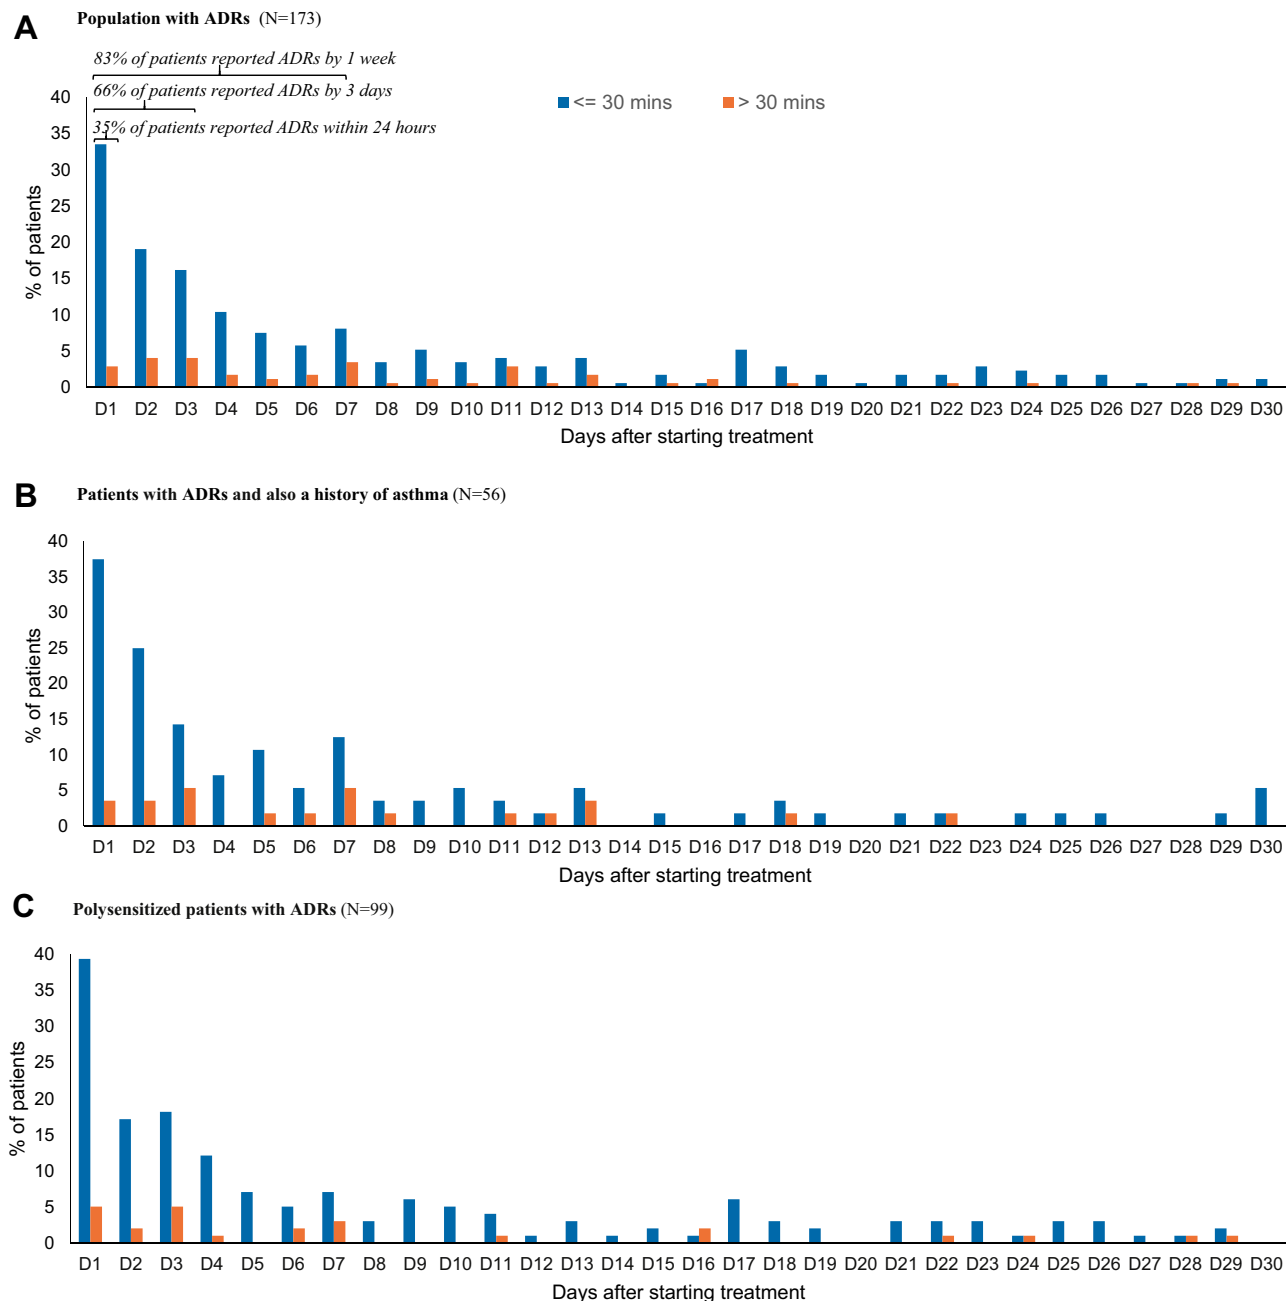 A Population with ADRs (N=173)
83% of patients reported ADRs by 1 week
66% of patients reported ADRs by 3 days
35% of patients reported ADRs within 24 hours
<= 30 mins > 30 mins
% of patients
40
35
30
25
20
15
10
5
0
D1 D2 D3 D4 D5 D6 D7 D8 D9 D10 D11 D12 D13 D14 D15 D16 D17 D18 D19 D20 D21 D22 D23 D24 D25 D26 D27 D28 D29 D30
Days after starting treatment
B Patients with ADRs and also a history of asthma (N=56)
% of patients
40
35
30
25
20
15
10
5
0
D1 D2 D3 D4 D5 D6 D7 D8 D9 D10 D11 D12 D13 D14 D15 D16 D17 D18 D19 D20 D21 D22 D23 D24 D25 D26 D27 D28 D29 D30
Days after starting treatment
C Polysensitized patients with ADRs (N=99)
% of patients
40
35
30
25
20
15
10
5
0
D1 D2 D3 D4 D5 D6 D7 D8 D9 D10 D11 D12 D13 D14 D15 D16 D17 D18 D19 D20 D21 D22 D23 D24 D25 D26 D27 D28 D29 D30
Days after starting treatment